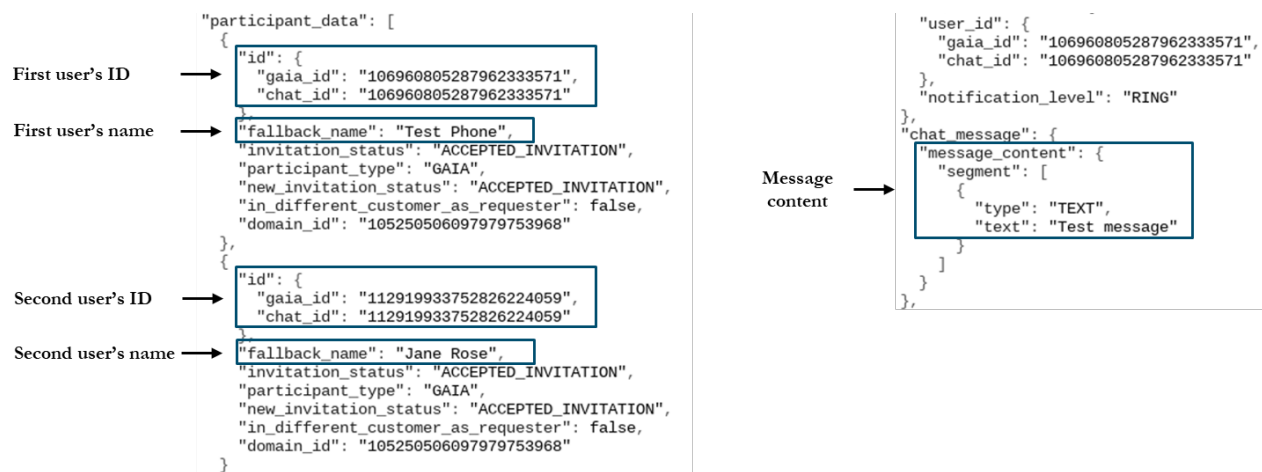 "participant_data": [
{
First user's ID
"id": {
"gaia_id": "106960805287962333571",
"chat_id": "106960805287962333571"
},
First user's name
"fallback_name": "Test Phone",
"invitation_status": "ACCEPTED_INVITATION",
"participant_type": "GAIA",
"new_invitation_status": "ACCEPTED_INVITATION",
"in_different_customer_as_requester": false,
"domain_id": "105250506097979753968"
},
{
Second user's ID
"id": {
"gaia_id": "112919933752826224059",
"chat_id": "112919933752826224059"
},
Second user's name
"fallback_name": "Jane Rose",
"invitation_status": "ACCEPTED_INVITATION",
"participant_type": "GAIA",
"new_invitation_status": "ACCEPTED_INVITATION",
"in_different_customer_as_requester": false,
"domain_id": "105250506097979753968"
}
"user_id": {
"gaia_id": "106960805287962333571",
"chat_id": "106960805287962333571"
},
"notification_level": "RING"
},
"chat_message": {
Message
content
"message_content": {
"segment": [
{
"type": "TEXT",
"text": "Test message"
}
]
}
},